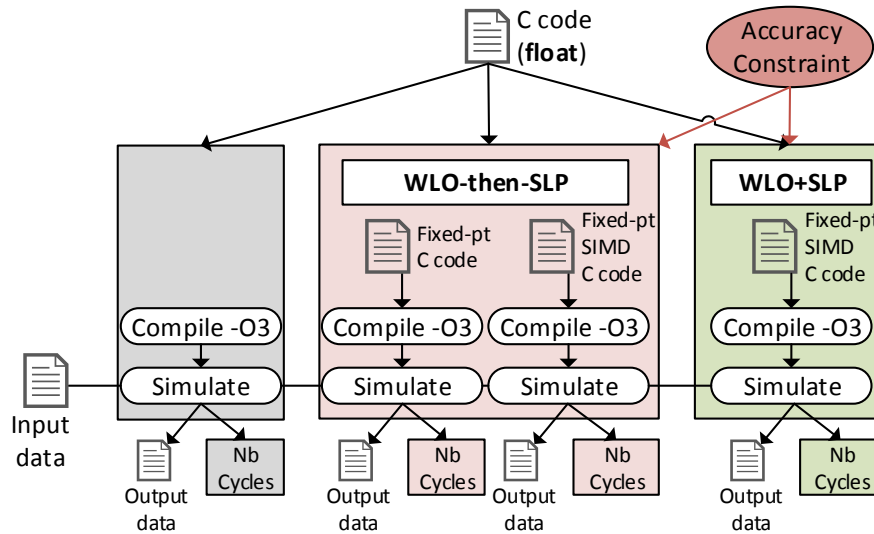 C code
(float)
Accuracy
Constraint
WLO-then-SLP
WLO+SLP
Fixed-pt
C code
Fixed-pt
SIMD
C code
Fixed-pt
SIMD
C code
Compile -O3
Compile -O3
Compile -O3
Compile -O3
Simulate
Simulate
Simulate
Simulate
Input
data
Output
data
Nb
Cycles
Output
data
Nb
Cycles
Output
data
Nb
Cycles
Output
data
Nb
Cycles